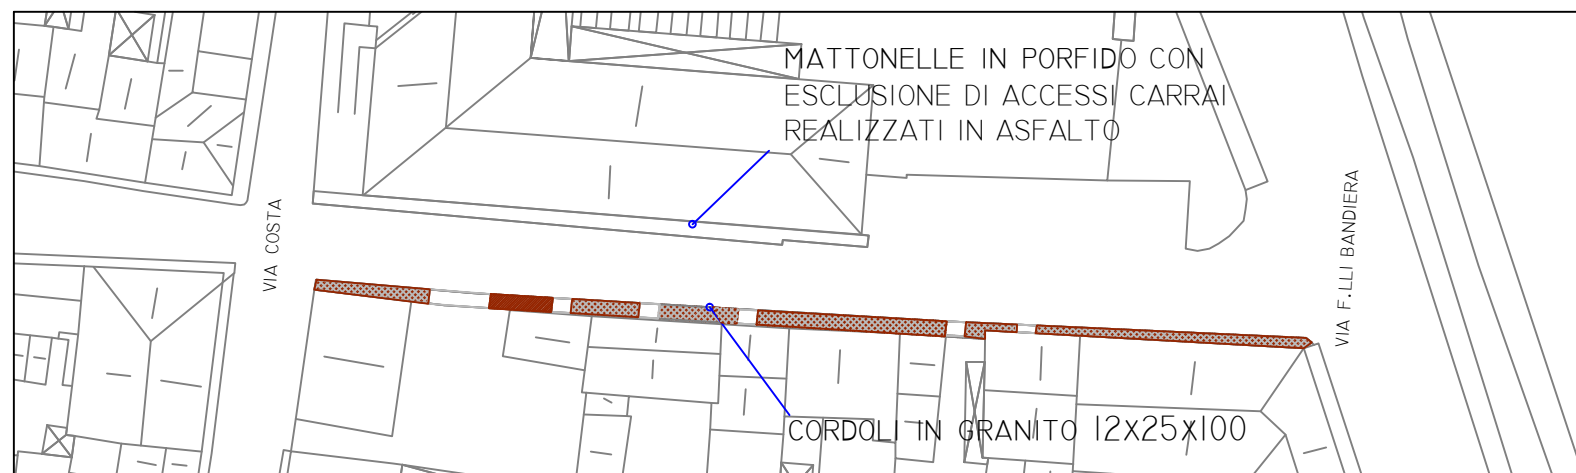 MATTONELLE IN PORFIDO CON
ESCLUSIONE DI ACCESSI CARRAI
REALIZZATI IN ASFALTO
VIA COSTA
VIA F.LLI BANDIERA
CORDOLI IN GRANITO 12X25X100